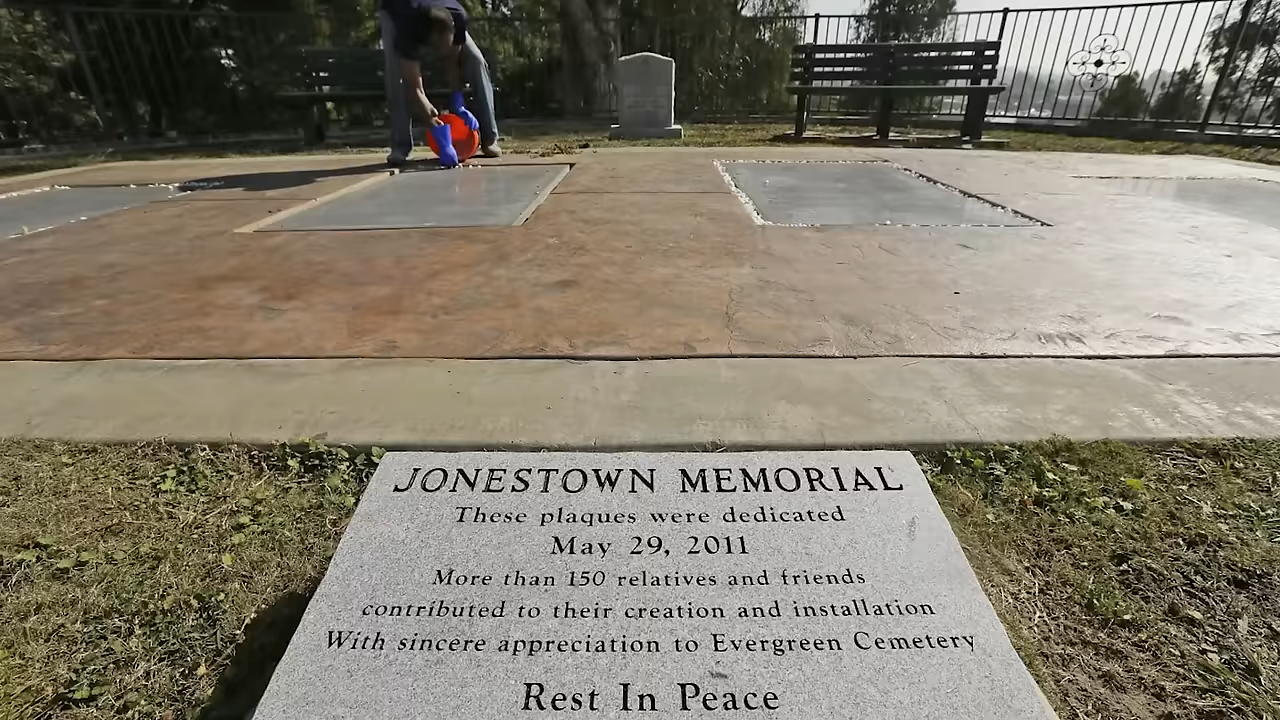 JONESTOWN MEMORIAL
These plaques were dedicated
May 29, 2011
More than 150 relatives and friends
contributed to their creation and installation
With sincere appreciation to Evergreen Cemetery
Rest In Peace